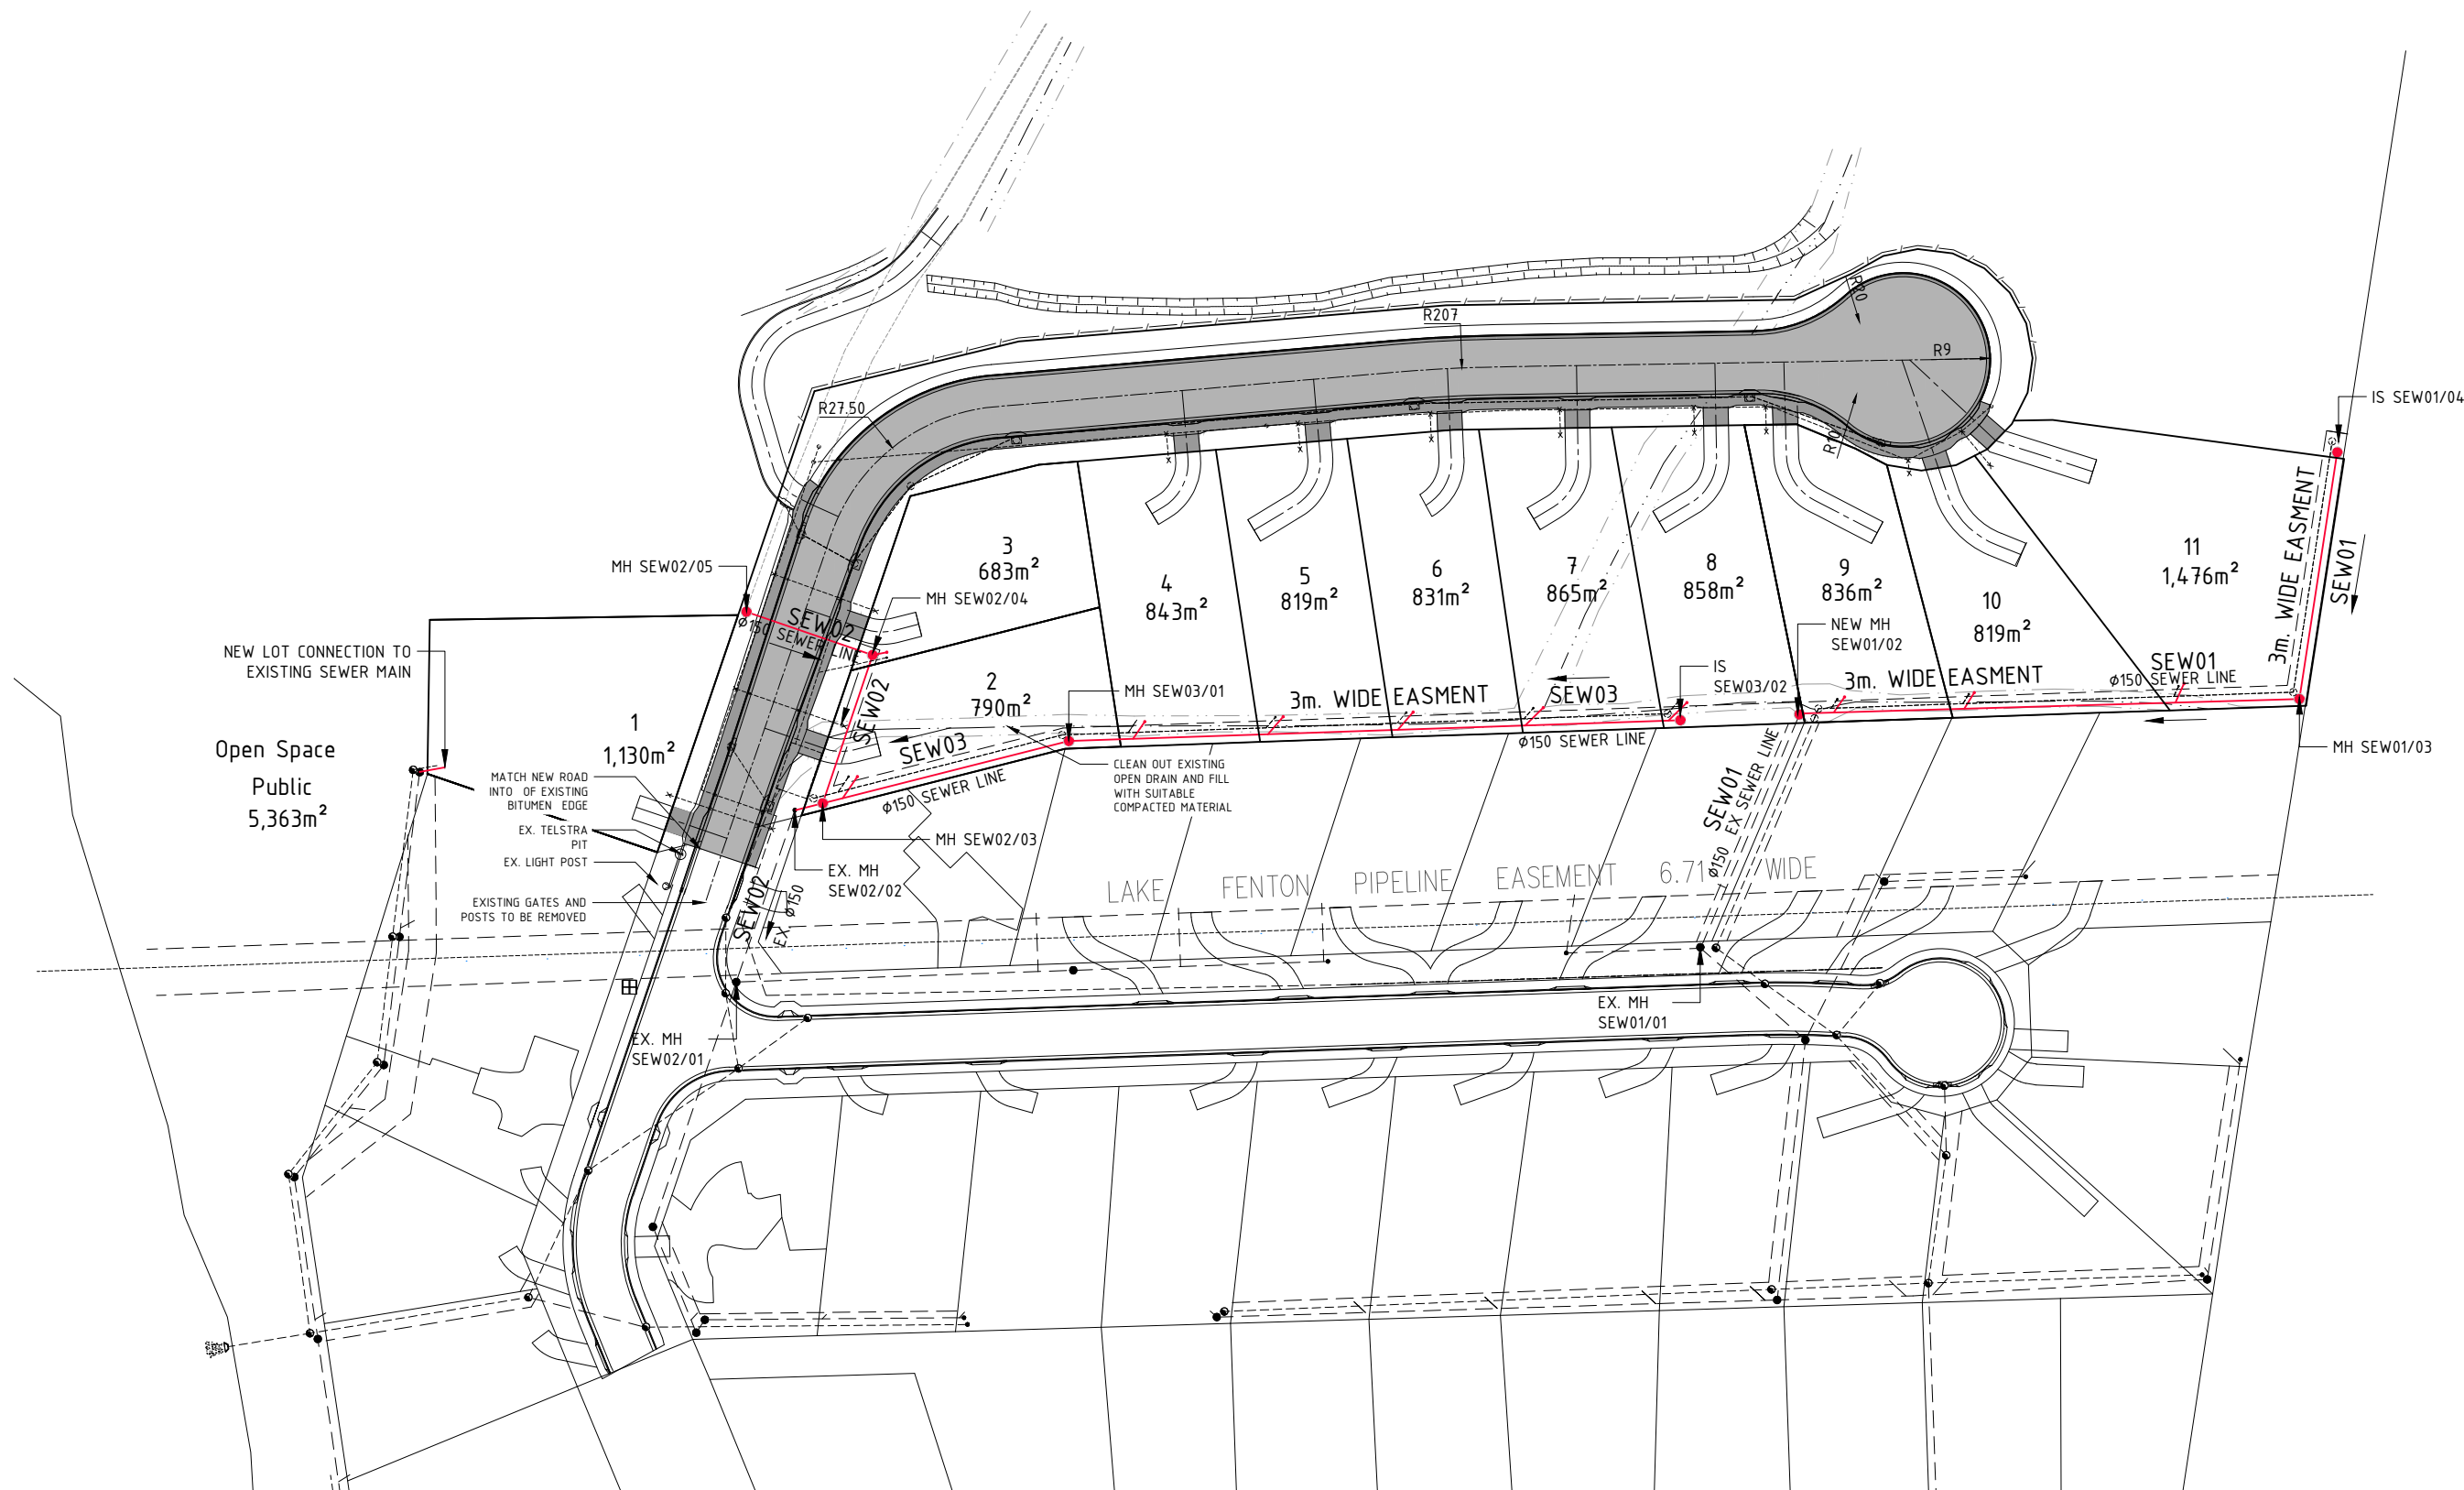 R20
R207
R9
IS SEW01/04
R27.50
R10
3m. WIDE EASMENT
SEW01
MH SEW02/05
3
683m²
MH SEW02/04
SEW02
Ø150 SEWER LINE
4
843m²
5
819m²
6
831m²
7
865m²
8
858m²
9
836m²
10
819m²
11
1,476m²
NEW MH
SEW01/02
NEW LOT CONNECTION TO
EXISTING SEWER MAIN
SEW02
2
790m²
MH SEW03/01
3m. WIDE EASMENT
SEW03
IS
SEW03/02
3m. WIDE EASMENT
SEW01
Ø150 SEWER LINE
1
1,130m²
Open Space
Public
5,363m²
SEW03
Ø150 SEWER LINE
Ø150 SEWER LINE
MH SEW01/03
CLEAN OUT EXISTING
OPEN DRAIN AND FILL
WITH SUITABLE
COMPACTED MATERIAL
MATCH NEW ROAD
INTO OF EXISTING
BITUMEN EDGE
EX. TELSTRA
PIT
EX. LIGHT POST
EXISTING GATES AND
POSTS TO BE REMOVED
MH SEW02/03
EX. MH
SEW02/02
SEW02
EX. Ø150
SEW01
Ø150 EX SEWER LINE
LAKE FENTON PIPELINE EASEMENT 6.71 WIDE
EX. MH
SEW02/01
EX. MH
SEW01/01